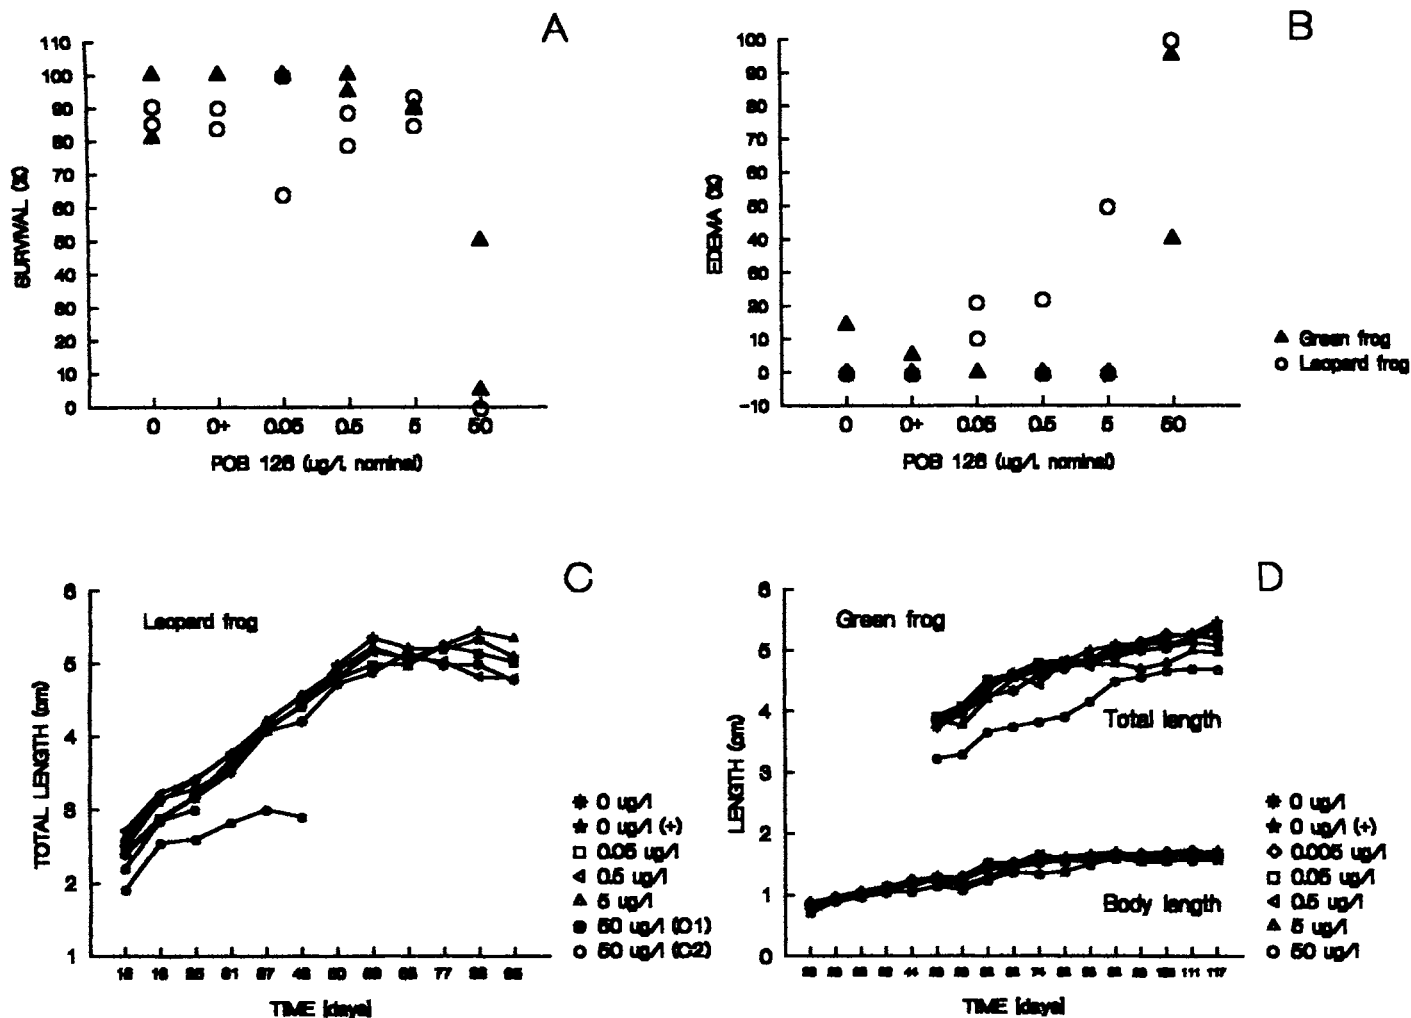 A
110
100
90
80
70
60
50
40
30
20
10
0
SURVIVAL (%)
0 0+ 0.05 0.5 5 50
(ug/l. nominal)
B
100
90
80
70
60
50
40
30
20
10
0
-10
EDEMA (%)
0 0+ 0.05 0.5 5 50
(ug/l. nominal)
Green frog
Leopard frog
C
Leopard frog
6
5
4
3
2
1
TOTAL LENGTH (cm)
77
TIME [days]
0 ug/l
0 ug/l (+)
0.05 ug/l
0.5 ug/l
5 ug/l
50 ug/l (C1)
50 ug/l (C2)
D
Green frog
6
5
4
3
2
1
0
LENGTH (cm)
Total length
Body length
44 74 111 117
TIME [days]
0 ug/l
0 ug/l (+)
0.005 ug/l
0.05 ug/l
0.5 ug/l
5 ug/l
50 ug/l